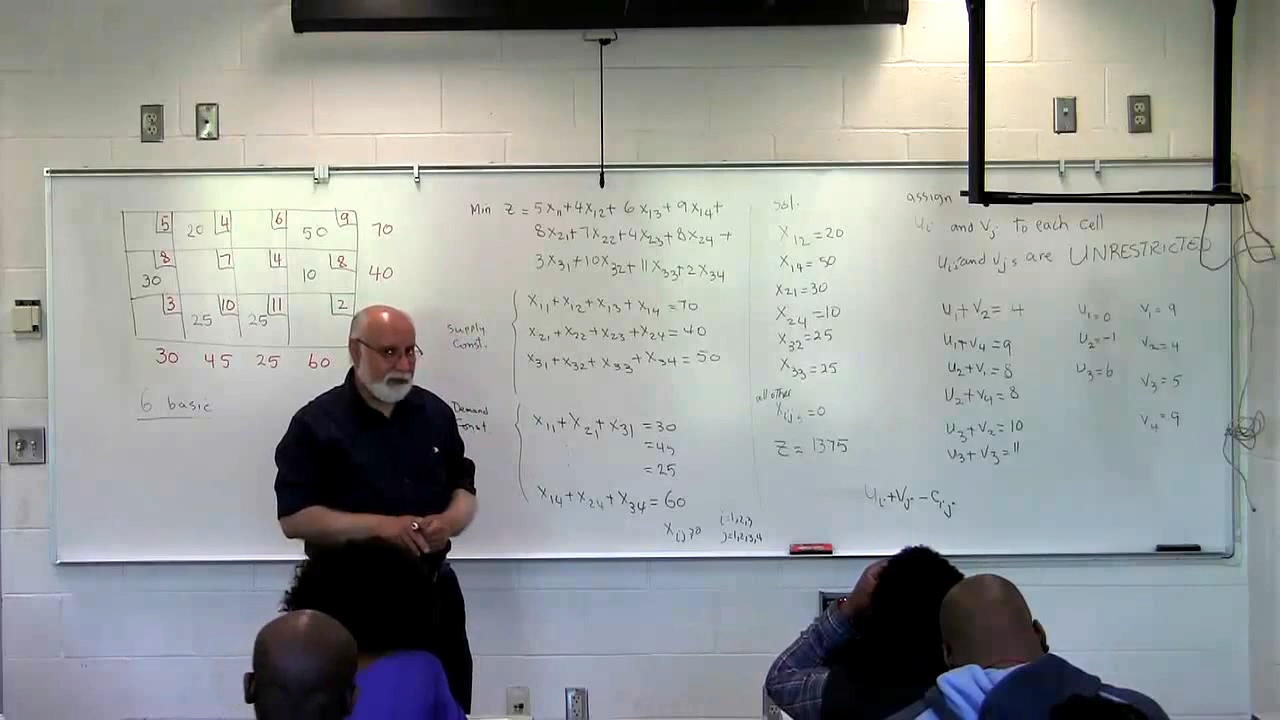 5 4 6 9
20 50 70
8 7 4 8
30 10 40
3 10 11 2
25 25
30 45 25 60
6 basic
Min Z = 5x11+4x12+ 6x13+9x14+
8x21+7x22+4x23+8x24 +
3x31+10x32+11x33+2x34
Supply
Const.
x11+x12+x13+x14=70
x21+x22+x23+x24=40
x31+x32+x33+x34=50
Demand
const
x11+x21+x31=30
=45
=25
x14+x24+x34=60
i=1,2,3
j=1,2,3,4
sol.
x12=20
x14=50
x21=30
x24=10
x32=25
x33=25
all other
xij's=0
Z=1375
assign
ui and vj to each cell
ui's and vj's are UNRESTRICTED
u1+v2=4
u1+v4=9
u2+v1=8
u2+v4=8
u3+v2=10
u3+v3=11
u1=0
u2=-1
u3=6
v1=9
v2=4
v3=5
v4=9
ui+vj-cij